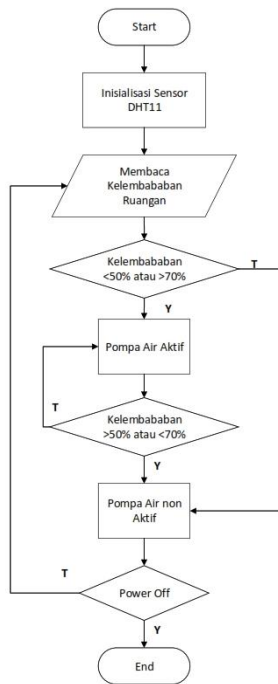 Start
Inisialisasi Sensor
DHT11
Membaca
Kelembababan
Ruangan
Kelembababan
<50% atau >70%
T
Y
Pompa Air Aktif
Kelembababan
>50% atau <70%
T
Y
Pompa Air non
Aktif
T
Power Off
Y
End